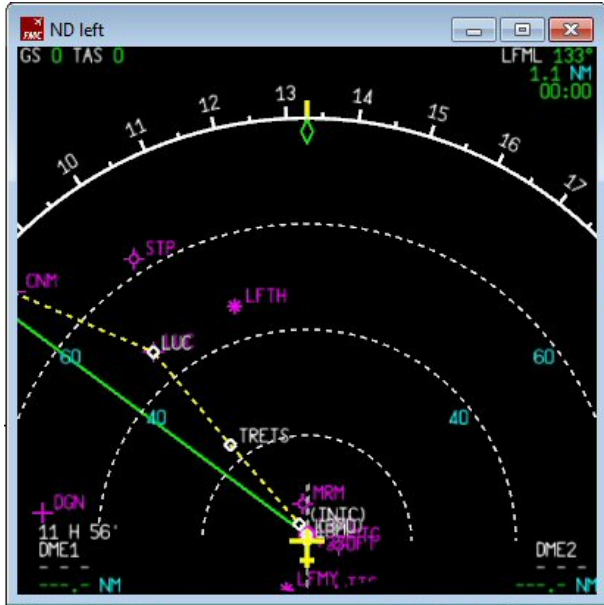 FMC ND left
GS 0 TAS 0
LFML 133°
1.1 NM
00:00
10 11 12 13 14 15 16 17
STP
CNM
LFTH
LUC
60 60
40 40
TRETS
DGN
MRM
(INTC)
11 H 56'
DME1
DME2
---
---
---.- NM
---.- NM
LFMY